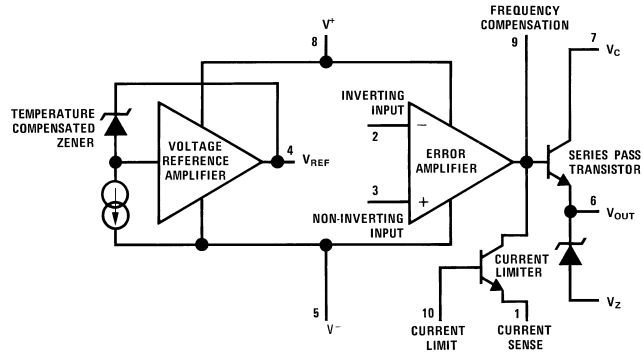 FREQUENCY
COMPENSATION
V+
8
9
7
VC
TEMPERATURE
COMPENSATED
ZENER
VOLTAGE
REFERENCE
AMPLIFIER
4
VREF
INVERTING
INPUT
2
−
ERROR
AMPLIFIER
3
+
NON-INVERTING
INPUT
SERIES PASS
TRANSISTOR
6
VOUT
CURRENT
LIMITER
VZ
5
V−
10
CURRENT
LIMIT
1
CURRENT
SENSE